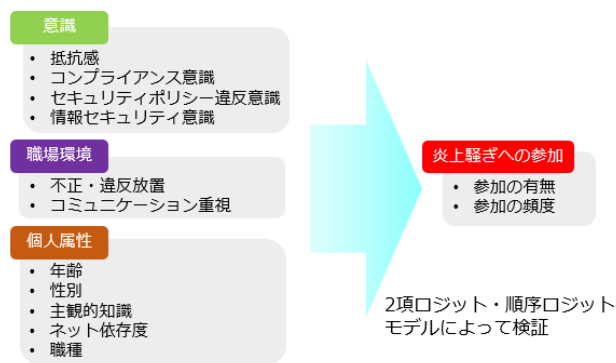 意識
• 抵抗感
• コンプライアンス意識
• セキュリティポリシー違反意識
• 情報セキュリティ意識
職場環境
• 不正・違反放置
• コミュニケーション重視
個人属性
• 年齢
• 性別
• 主観的知識
• ネット依存度
• 職種
炎上騒ぎへの参加
• 参加の有無
• 参加の頻度
2項ロジット・順序ロジット
モデルによって検証